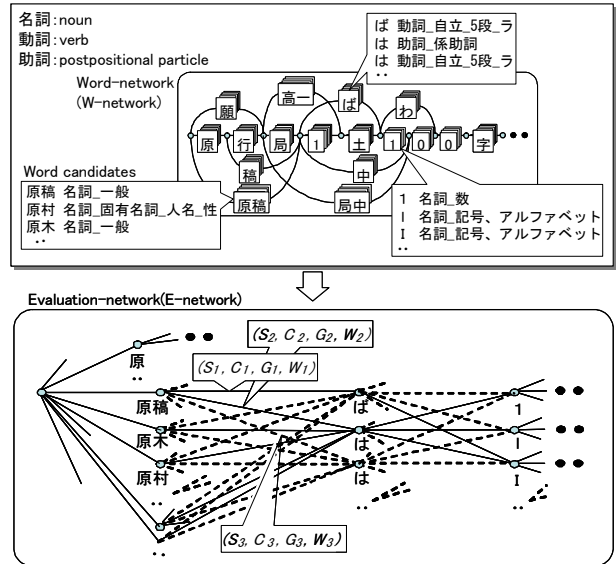 名詞:noun
動詞:verb
助詞:postpositional particle
ば 動詞_自立_5段_ラ
は 助詞_係助詞
は 動詞_自立_5段_ラ
‥
Word-network
(W-network)
高一 ば
願 わ
原 行 局 1 土 1 0 0 字 ●●●
稿 中
原稿 局中
Word candidates
原稿 名詞_一般
原村 名詞_固有名詞_人名_性
原木 名詞_一般
‥
1 名詞_数
l 名詞_記号、アルファベット
I 名詞_記号、アルファベット
‥
Evaluation-network(E-network)
(S2, C2, G2, W2)
(S1, C1, G1, W1)
原
‥
原稿 ば 1
原木 は l
原村 は I
‥ ‥ ‥
(S3, C3, G3, W3)
‥